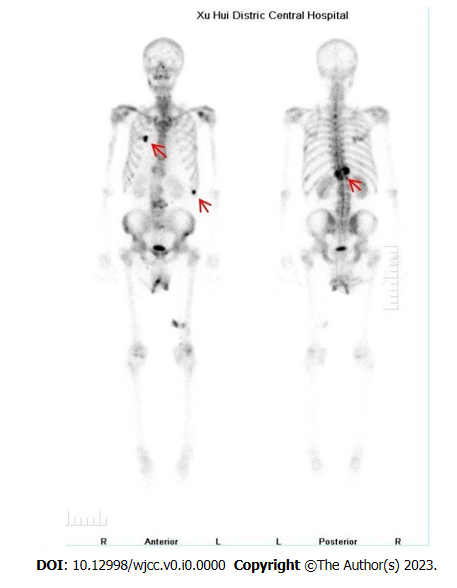 Xu Hui Distric Central Hospital
R Anterior L L Posterior R
DOI: 10.12998/wjcc.v0.i0.0000 Copyright ©The Author(s) 2023.